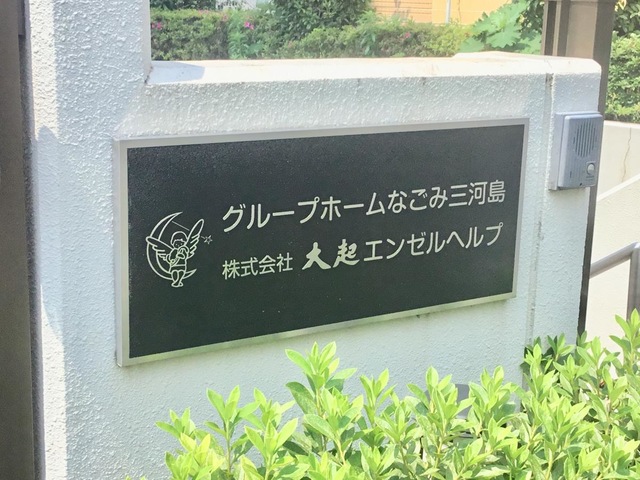 グループホームなごみ三河島
株式会社 大起エンゼルヘルプ